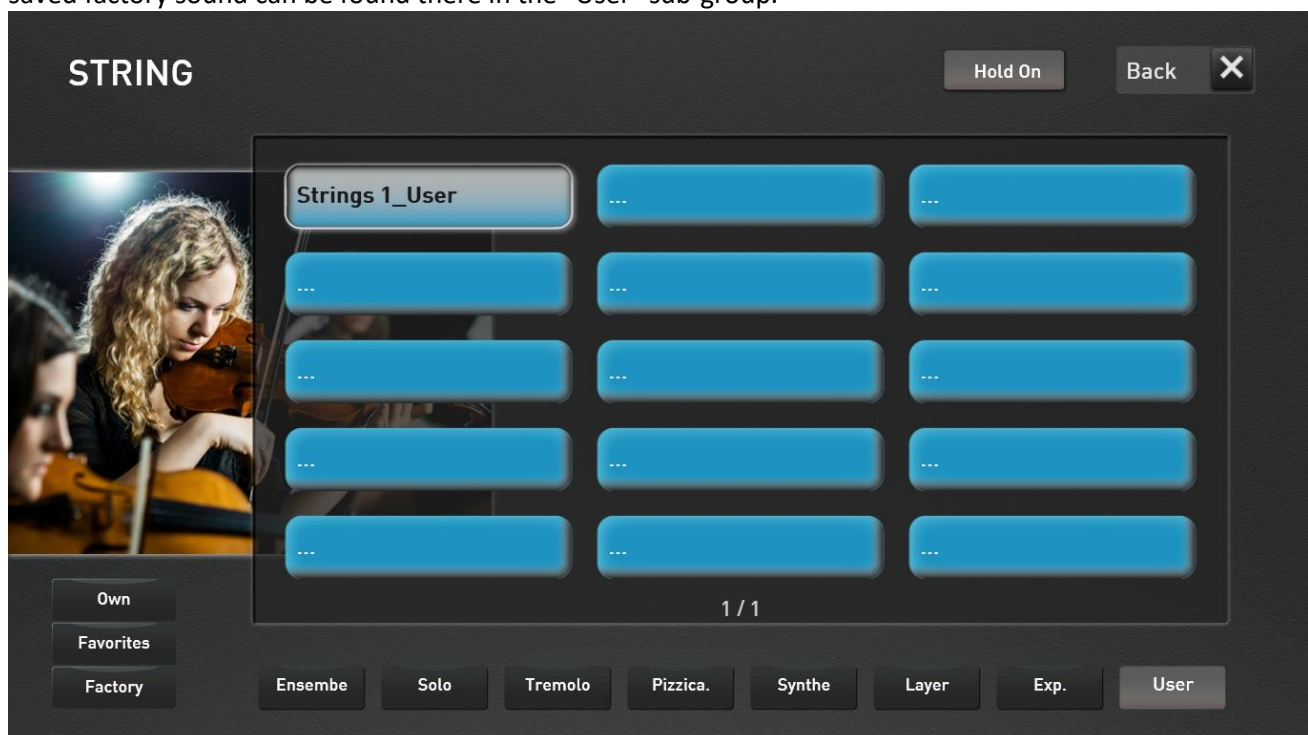 saved factory sound can be found there in the "User" sub-group.
STRING
Hold On
Back
Strings 1_User
...
...
...
...
...
...
...
...
...
...
...
...
...
...
1 / 1
Own
Favorites
Factory
Ensembe
Solo
Tremolo
Pizzica.
Synthe
Layer
Exp.
User